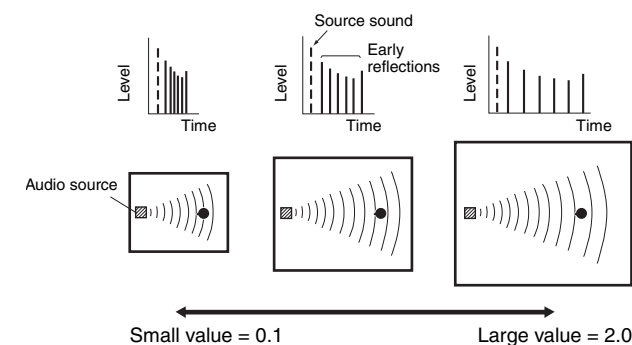 Source sound
Early
reflections
Level
Time
Level
Time
Level
Time
Audio source
Small value = 0.1
Large value = 2.0